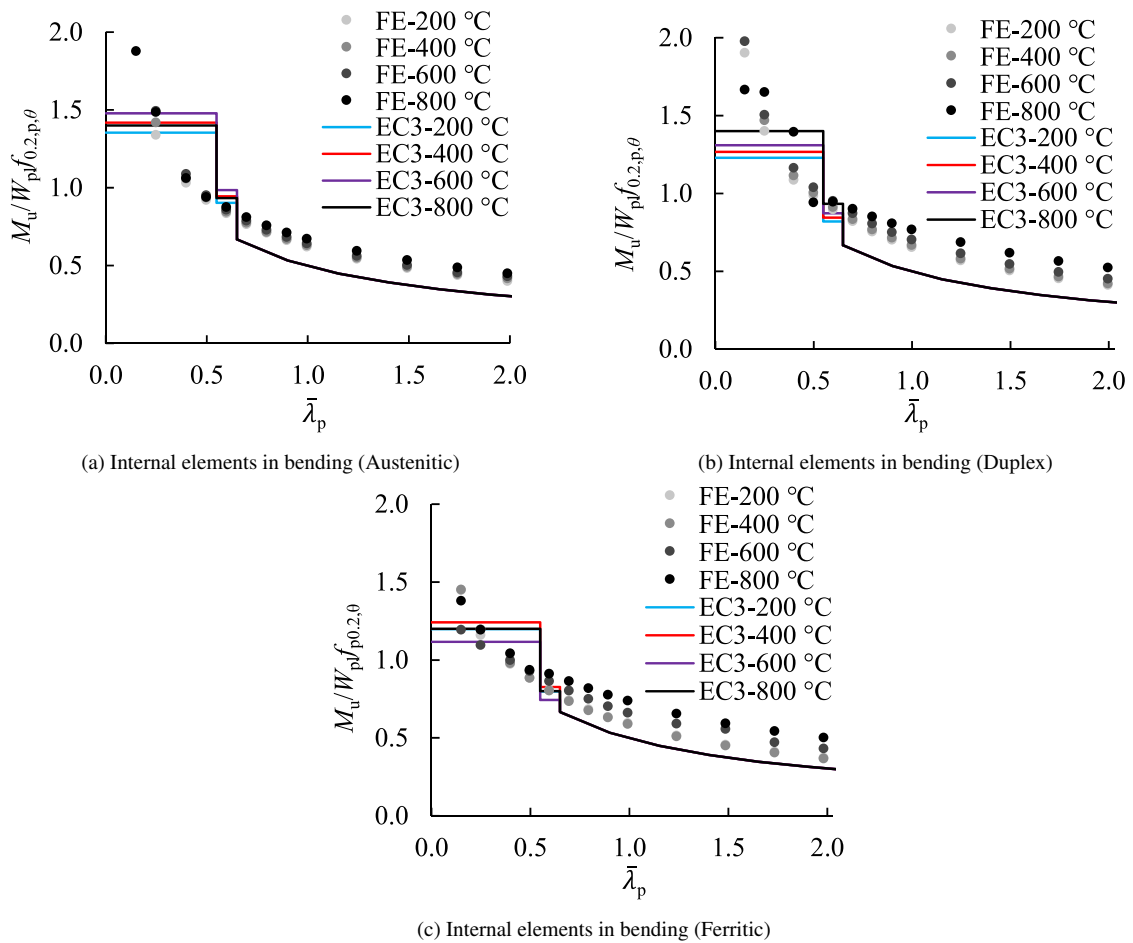 2.0
1.5
1.0
0.5
0.0
M_u/W_pl f_0.2,p,θ
0.0 0.5 1.0 1.5 2.0
λ̄_p
FE-200 °C
FE-400 °C
FE-600 °C
FE-800 °C
EC3-200 °C
EC3-400 °C
EC3-600 °C
EC3-800 °C
(a) Internal elements in bending (Austenitic)
2.0
1.5
1.0
0.5
0.0
M_u/W_pl f_0.2,p,θ
0.0 0.5 1.0 1.5 2.0
λ̄_p
FE-200 °C
FE-400 °C
FE-600 °C
FE-800 °C
EC3-200 °C
EC3-400 °C
EC3-600 °C
EC3-800 °C
(b) Internal elements in bending (Duplex)
2.0
1.5
1.0
0.5
0.0
M_u/W_pl f_p0.2,θ
0.0 0.5 1.0 1.5 2.0
λ̄_p
FE-200 °C
FE-400 °C
FE-600 °C
FE-800 °C
EC3-200 °C
EC3-400 °C
EC3-600 °C
EC3-800 °C
(c) Internal elements in bending (Ferritic)